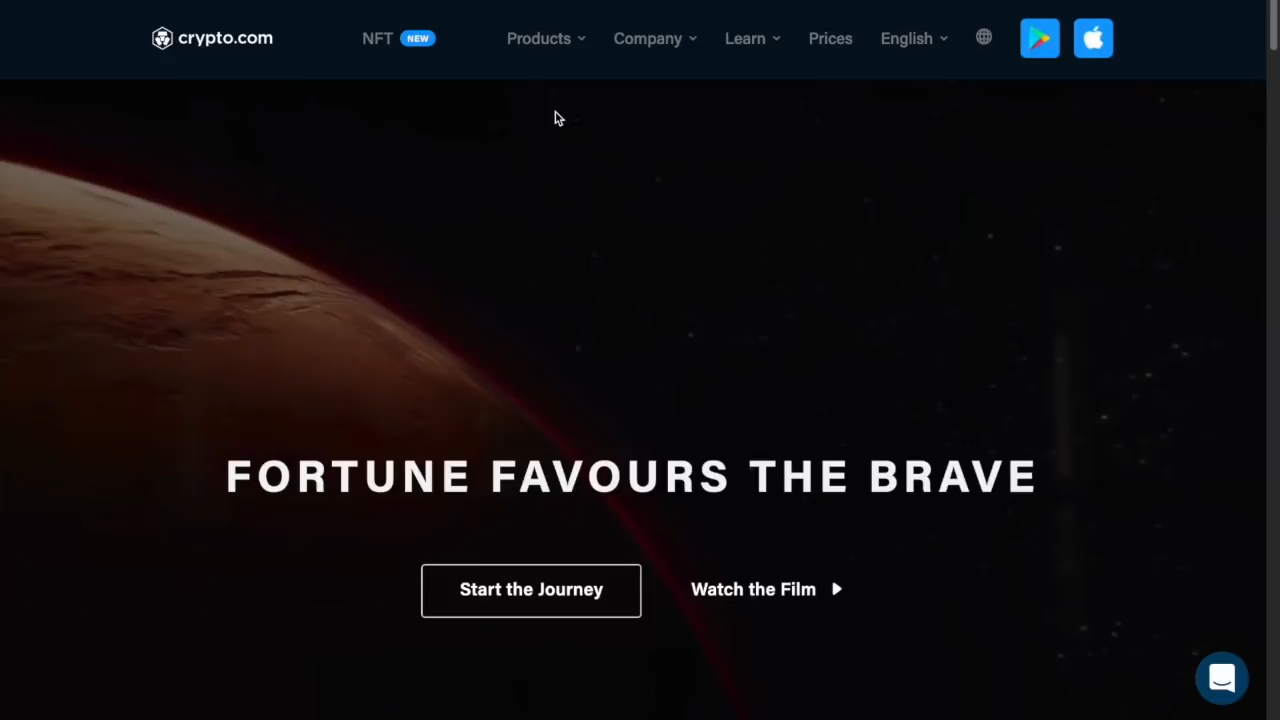 crypto.com
NFT NEW
Products
Company
Learn
Prices
English
FORTUNE FAVOURS THE BRAVE
Start the Journey
Watch the Film